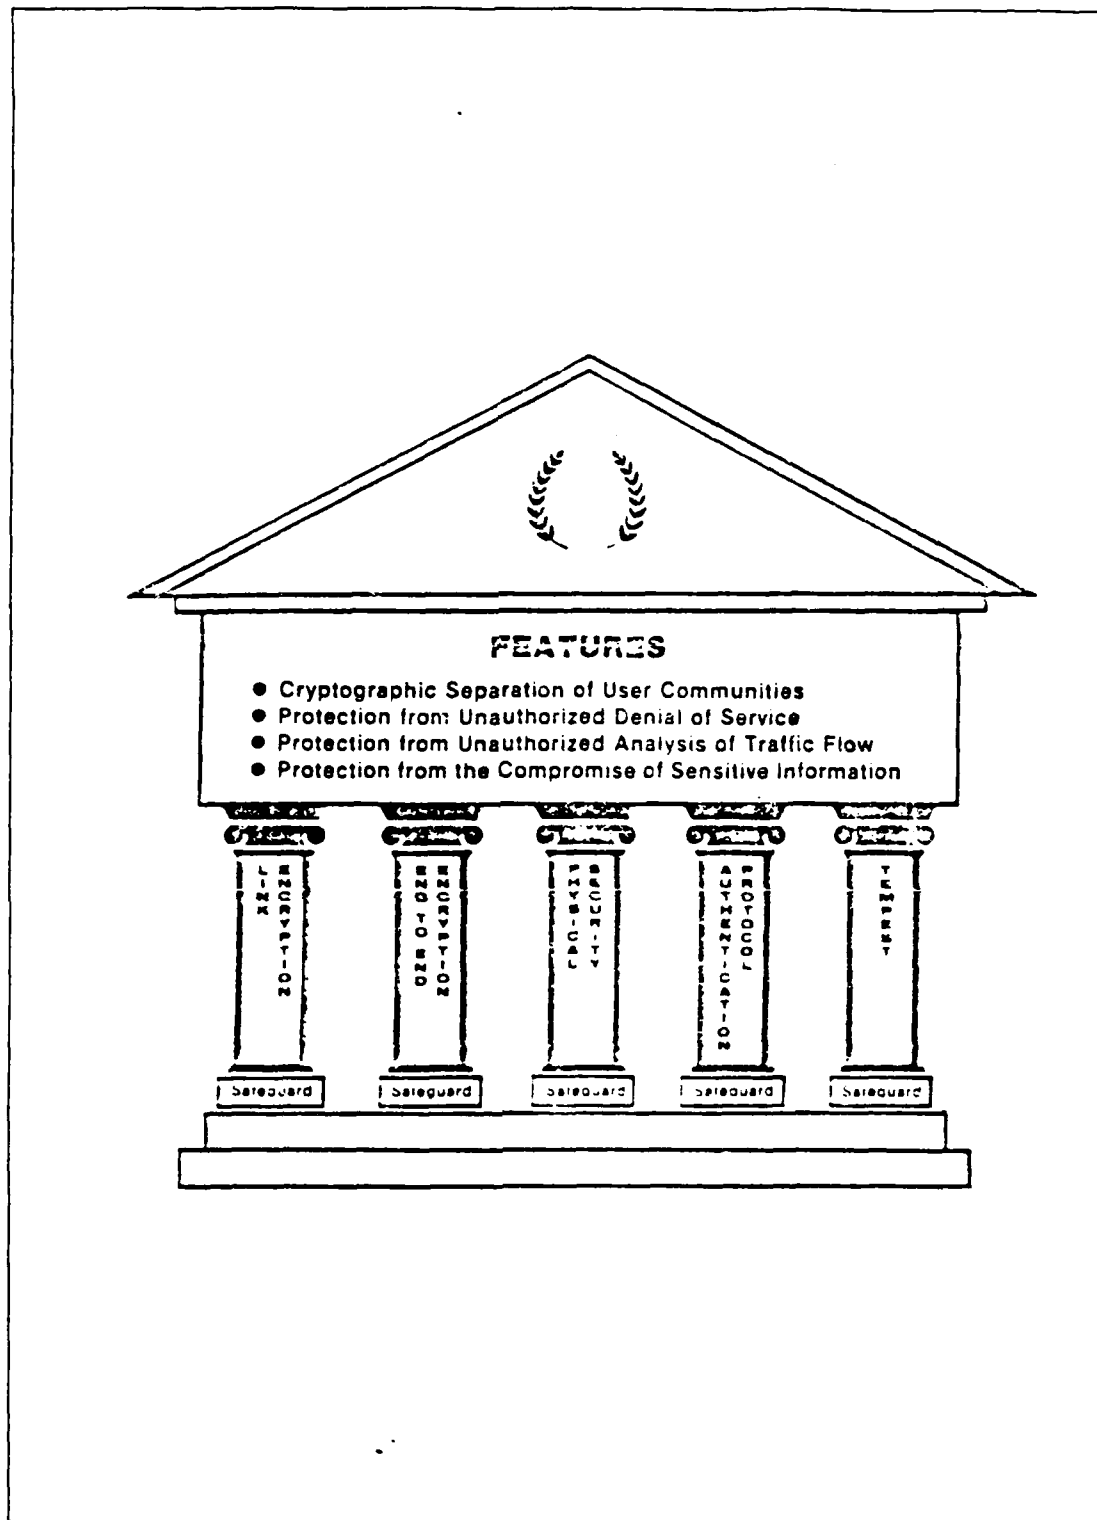 FEATURES
● Cryptographic Separation of User Communities
● Protection from Unauthorized Denial of Service
● Protection from Unauthorized Analysis of Traffic Flow
● Protection from the Compromise of Sensitive Information
LINK
ENCRYPTION
END TO END
ENCRYPTION
PHYSICAL
SECURITY
AUTHENTICATION
PROTOCOL
TEMPEST
Safeguard
Safeguard
Safeguard
Safeguard
Safeguard